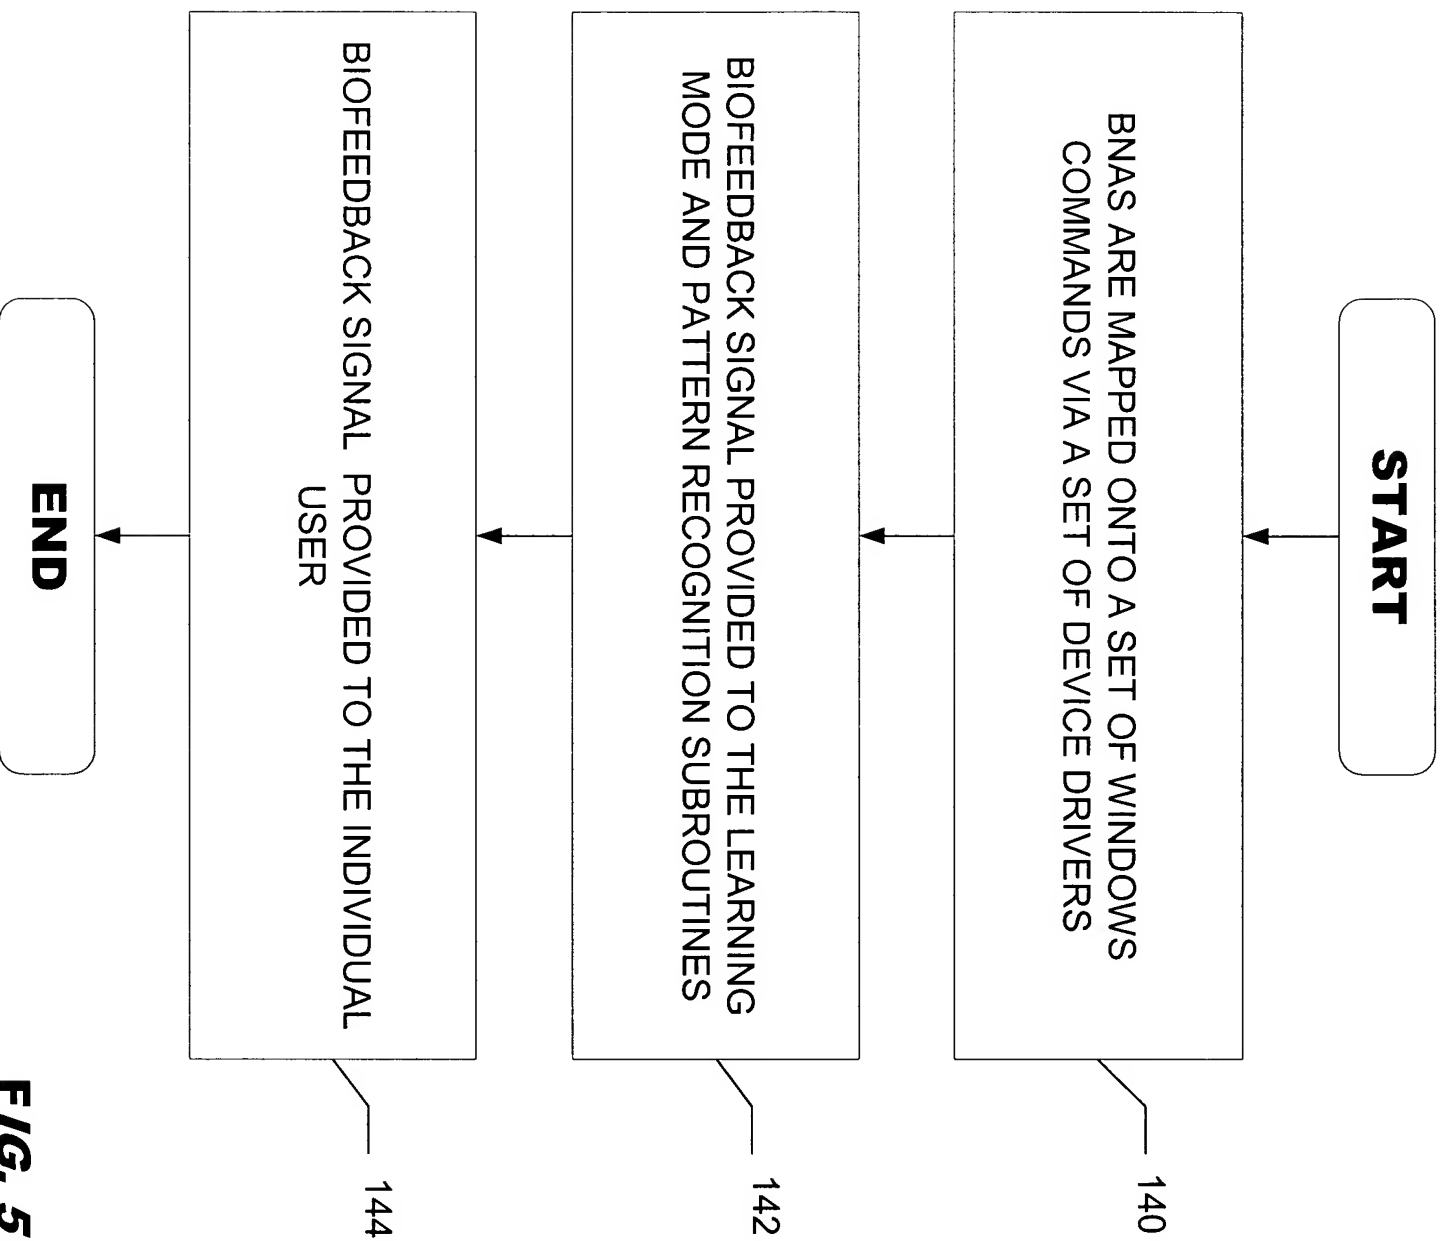 START
BNAS ARE MAPPED ONTO A SET OF WINDOWS
COMMANDS VIA A SET OF DEVICE DRIVERS
140
BIOFEEDBACK SIGNAL PROVIDED TO THE LEARNING
MODE AND PATTERN RECOGNITION SUBROUTINES
142
BIOFEEDBACK SIGNAL PROVIDED TO THE INDIVIDUAL
USER
144
END
FIG. 5